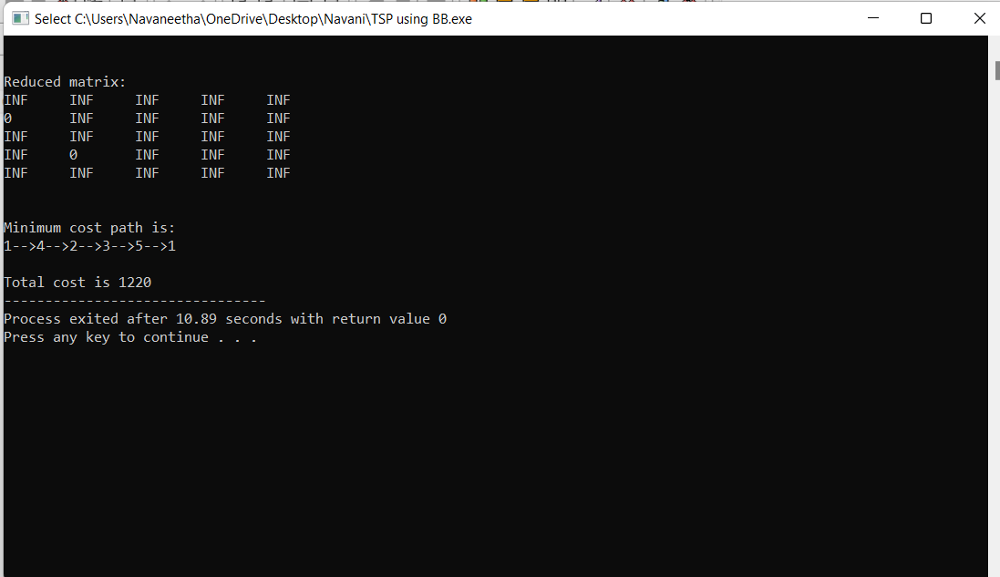 Select C:\Users\Navaneetha\OneDrive\Desktop\Navani\TSP using BB.exe
Reduced matrix:
INF INF INF INF INF
0 INF INF INF INF
INF INF INF INF INF
INF 0 INF INF INF
INF INF INF INF INF
Minimum cost path is:
1-->4-->2-->3-->5-->1
Total cost is 1220
--------------------------------
Process exited after 10.89 seconds with return value 0
Press any key to continue . . .